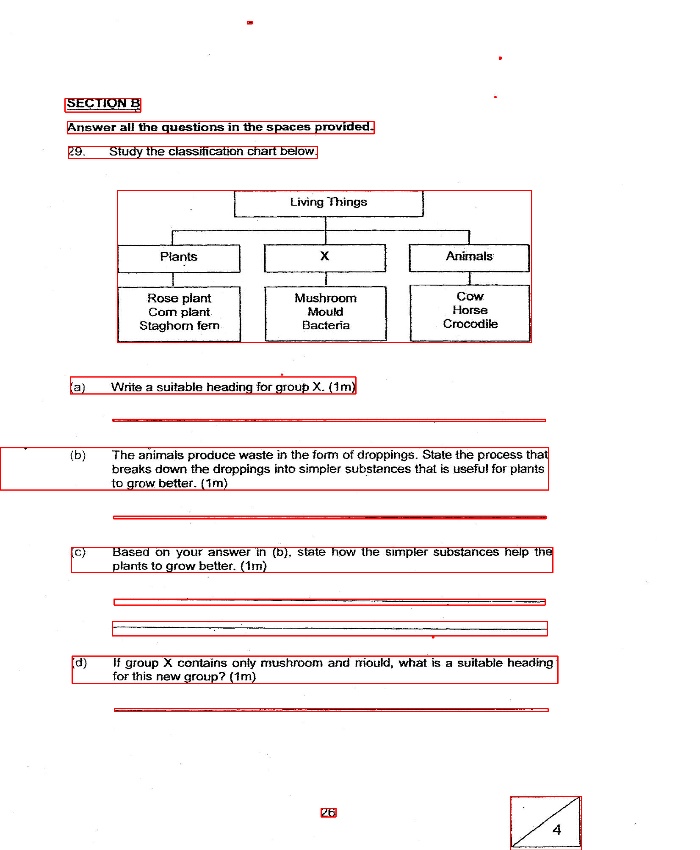 SECTION B
Answer all the questions in the spaces provided.
29. Study the classification chart below.
Living Things
Plants X Animals
Rose plant Mushroom Cow
Corn plant Mould Horse
Staghorn fern Bacteria Crocodile
(a) Write a suitable heading for group X. (1m)
(b) The animals produce waste in the form of droppings. State the process that
breaks down the droppings into simpler substances that is useful for plants
to grow better. (1m)
(c) Based on your answer in (b), state how the simpler substances help the
plants to grow better. (1m)
(d) If group X contains only mushroom and mould, what is a suitable heading
for this new group? (1m)
26
4